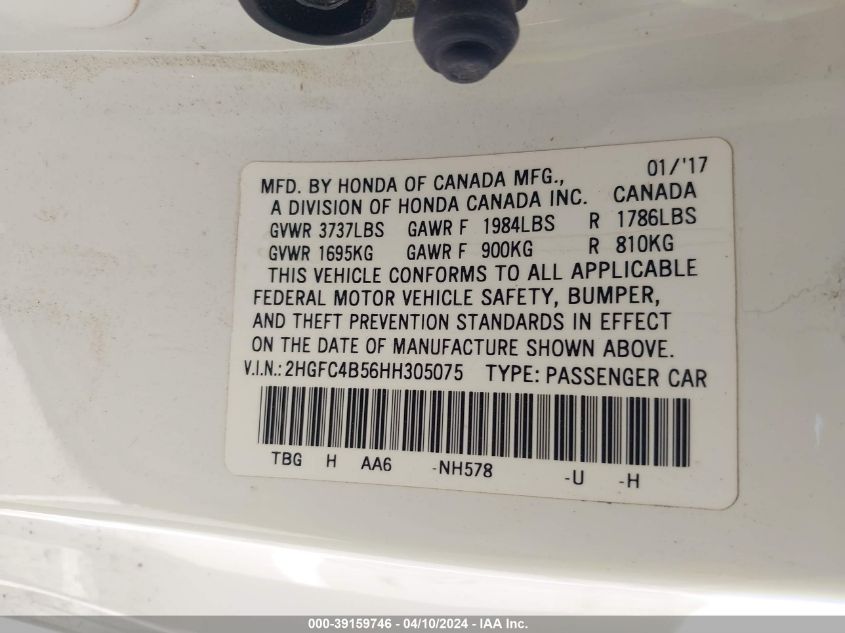 01/'17
MFD. BY HONDA OF CANADA MFG.,
A DIVISION OF HONDA CANADA INC. CANADA
GVWR 3737LBS GAWR F 1984LBS R 1786LBS
GVWR 1695KG GAWR F 900KG R 810KG
THIS VEHICLE CONFORMS TO ALL APPLICABLE
FEDERAL MOTOR VEHICLE SAFETY, BUMPER,
AND THEFT PREVENTION STANDARDS IN EFFECT
ON THE DATE OF MANUFACTURE SHOWN ABOVE.
V.I.N.: 2HGFC4B56HH305075 TYPE: PASSENGER CAR
TBG H AA6 -NH578 -U -H
000-39159746 - 04/10/2024 - IAA Inc.